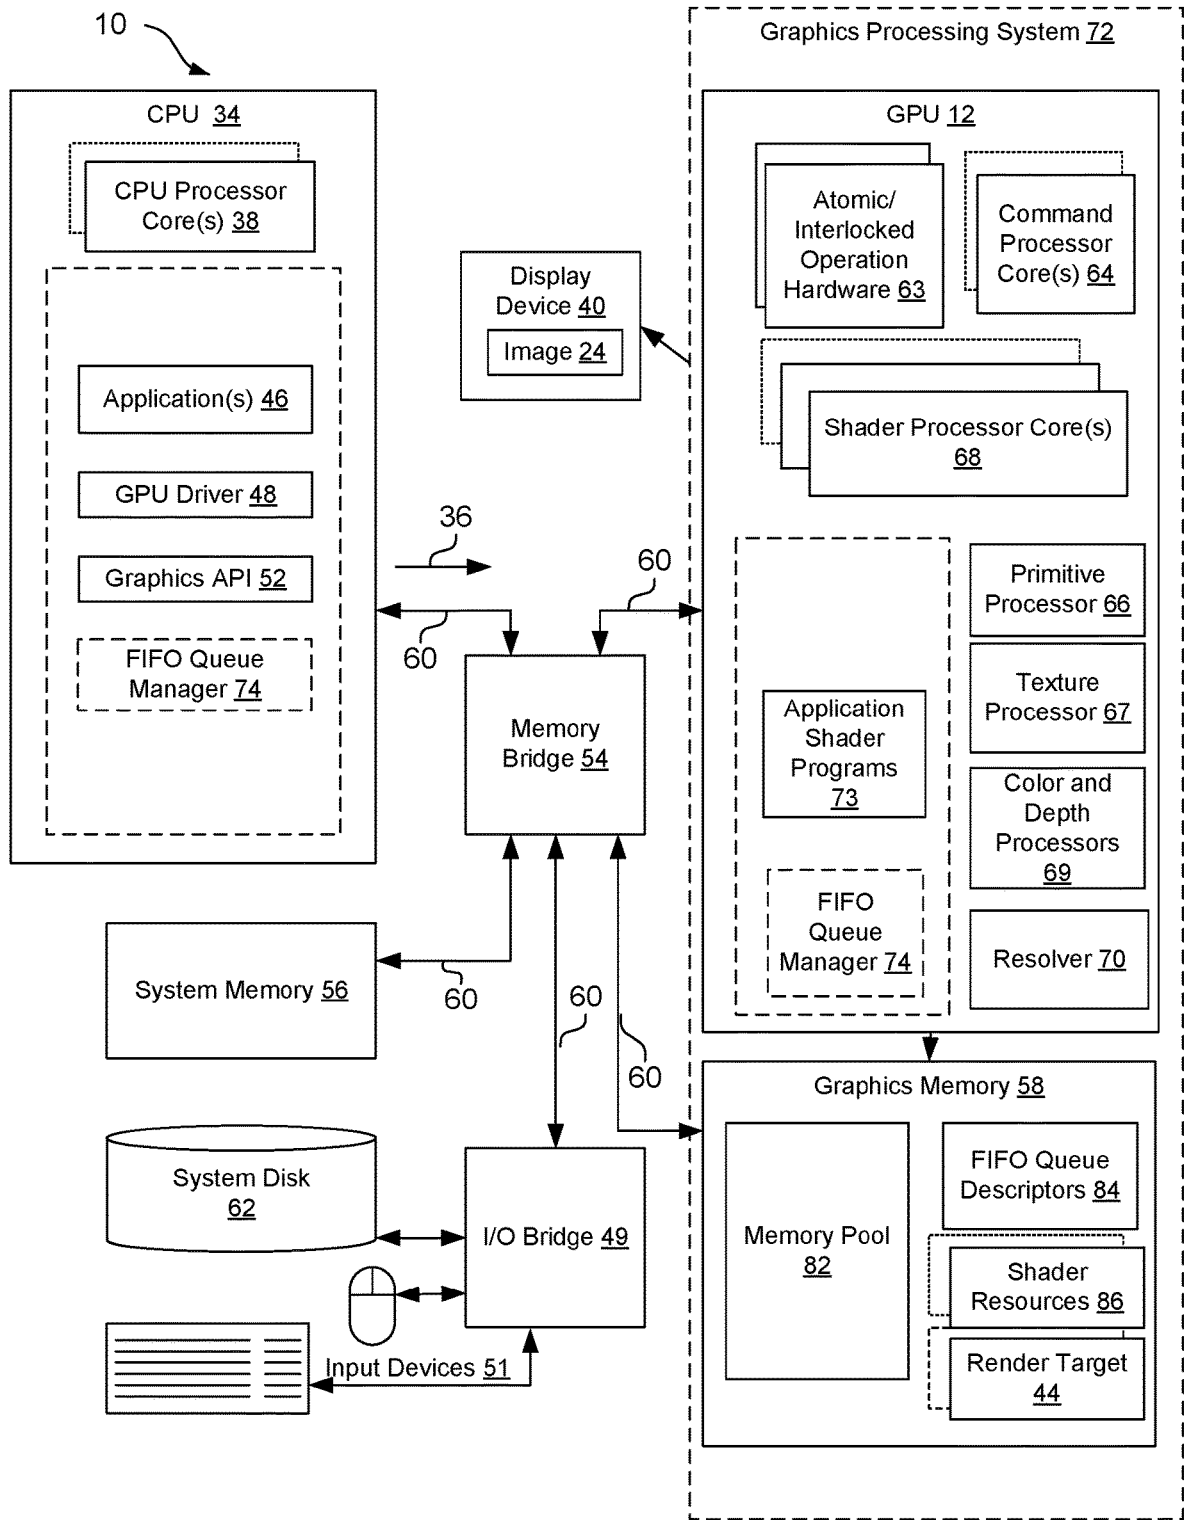 10
CPU 34
CPU Processor
Core(s) 38
Application(s) 46
GPU Driver 48
Graphics API 52
FIFO Queue
Manager 74
Display
Device 40
Image 24
36
60
60
Memory
Bridge 54
System Memory 56
60
60
60
System Disk
62
I/O Bridge 49
Input Devices 51
Graphics Processing System 72
GPU 12
Atomic/
Interlocked
Operation
Hardware 63
Command
Processor
Core(s) 64
Shader Processor Core(s)
68
Application
Shader
Programs
73
FIFO
Queue
Manager 74
Primitive
Processor 66
Texture
Processor 67
Color and
Depth
Processors
69
Resolver 70
Graphics Memory 58
Memory Pool
82
FIFO Queue
Descriptors 84
Shader
Resources 86
Render Target
44